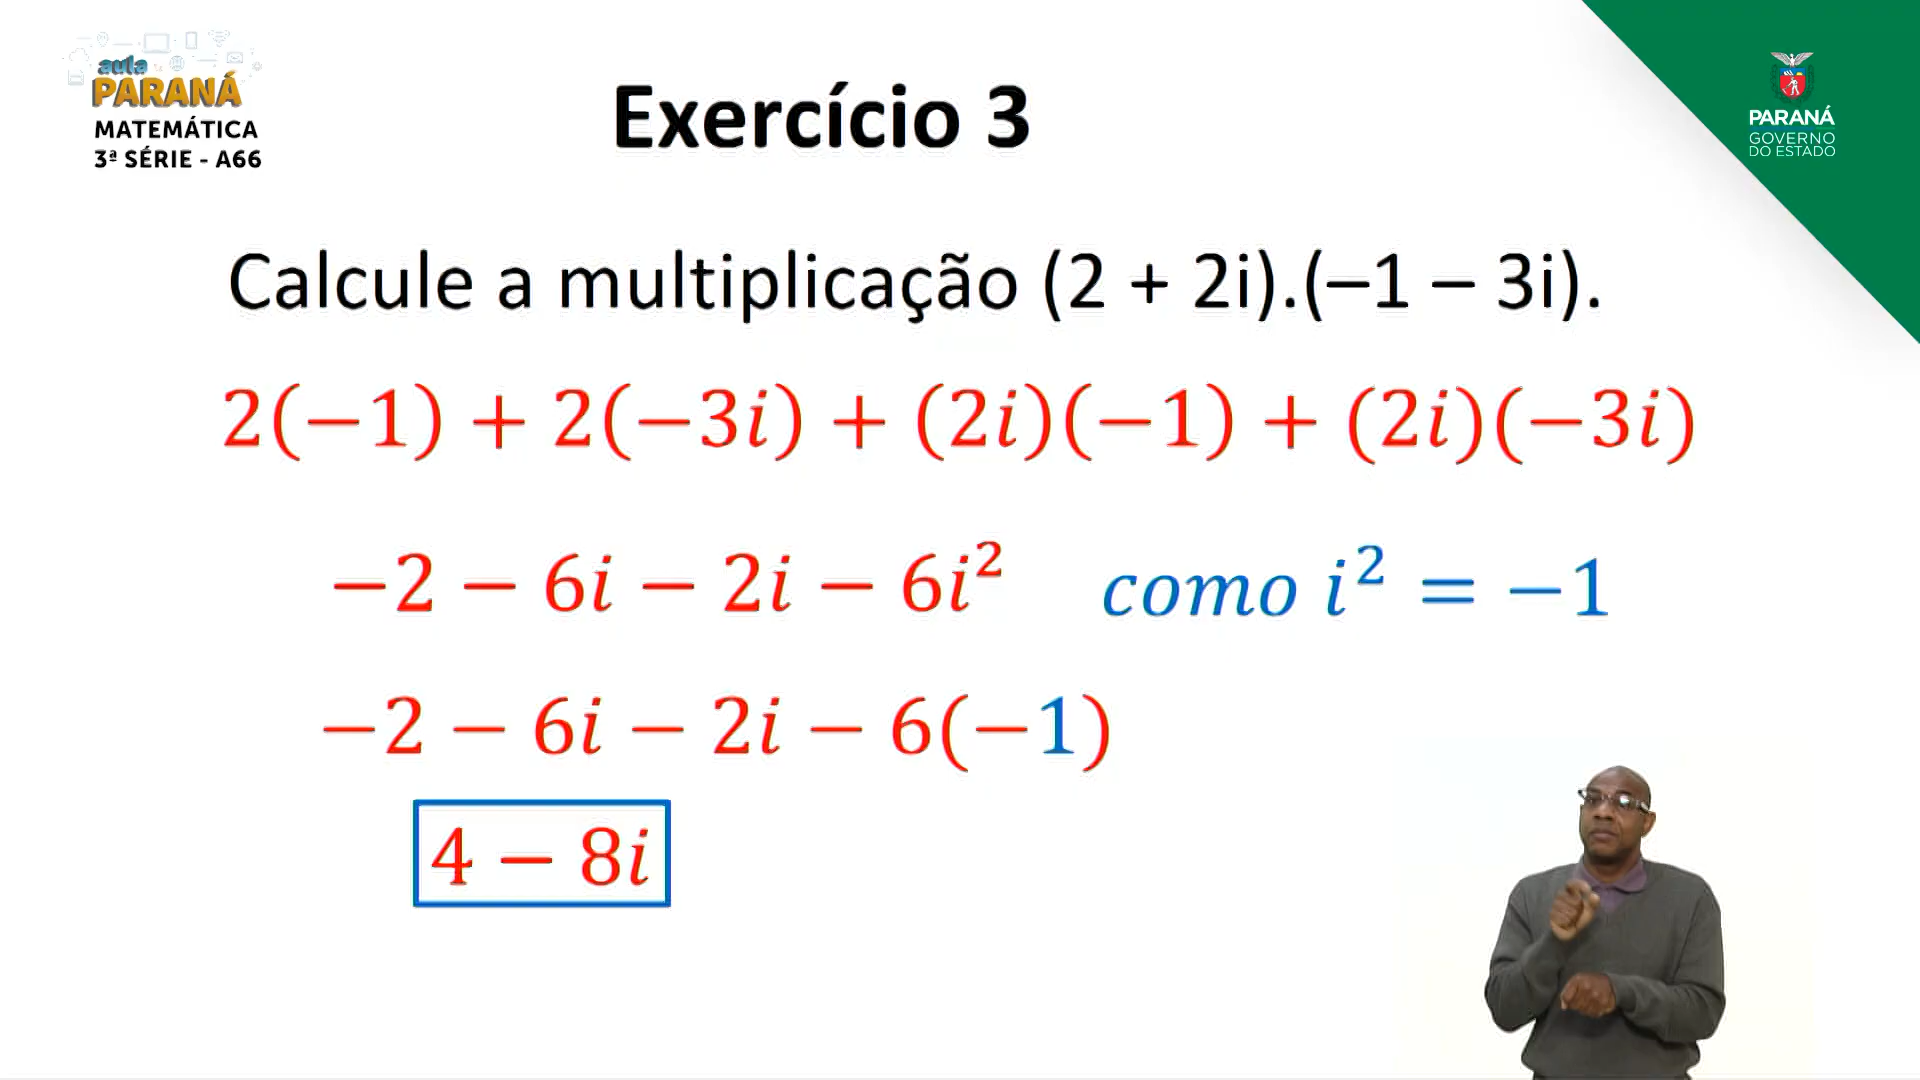 aula
PARANÁ
MATEMÁTICA
3ª SÉRIE - A66
Exercício 3
PARANÁ
GOVERNO
DO ESTADO
Calcule a multiplicação (2 + 2i).(–1 – 3i).
2(−1) + 2(−3i) + (2i)(−1) + (2i)(−3i)
−2 − 6i − 2i − 6i² como i² = −1
−2 − 6i − 2i − 6(−1)
4 − 8i